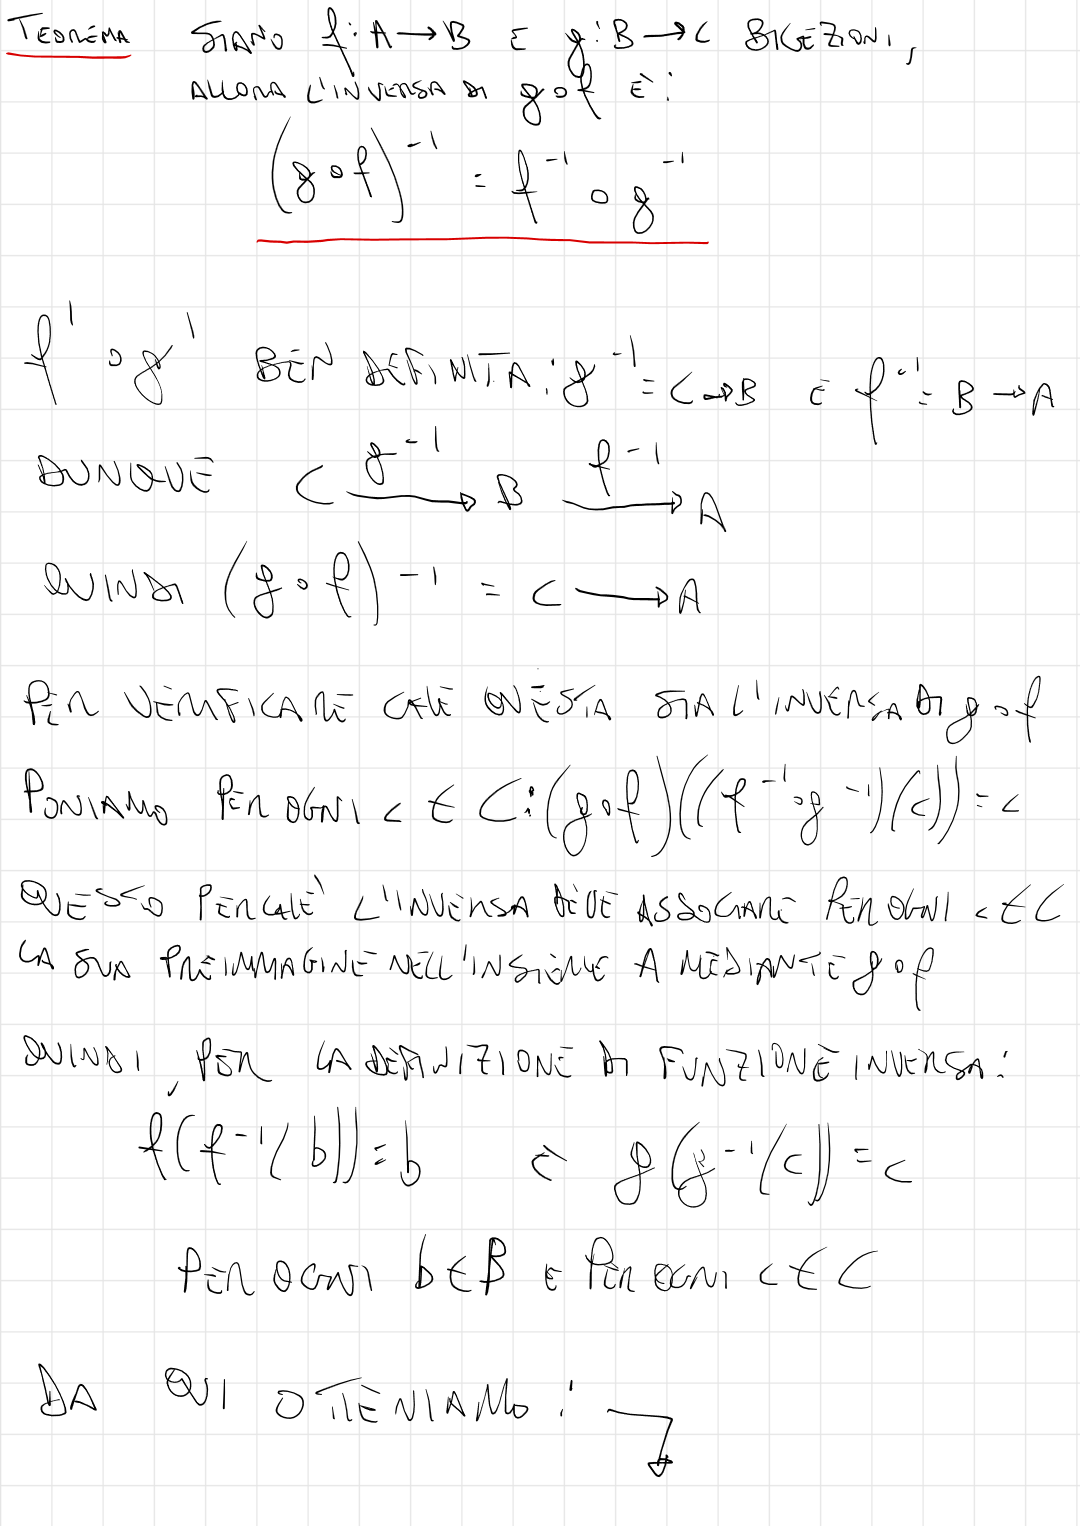 TEOREMA SIANO f: A → B E g: B → C BIGEZIONI,
ALLORA L'INVERSA DI g∘f È:
(g∘f)⁻¹ = f⁻¹ ∘ g⁻¹
f⁻¹ ∘ g⁻¹ BEN DEFINITA: g⁻¹ = C → B E f⁻¹ = B → A
DUNQUE C —g⁻¹→ B —f⁻¹→ A
QUINDI (g∘f)⁻¹ = C → A
PER VERIFICARE CHE QUESTA SIA L'INVERSA DI g∘f
PONIAMO PER OGNI c ∈ C: (g∘f)((f⁻¹∘g⁻¹)(c)) = c
QUESTO PERCHÈ L'INVERSA DEVE ASSOCIARE PER OGNI c ∈ C
LA SUA PREIMMAGINE NELL'INSIEME A MEDIANTE g∘f
QUINDI, PER LA DEFINIZIONE DI FUNZIONE INVERSA:
f(f⁻¹(b)) = b E g(g⁻¹(c)) = c
PER OGNI b ∈ B E PER OGNI c ∈ C
DA QUI OTTENIAMO: ↴